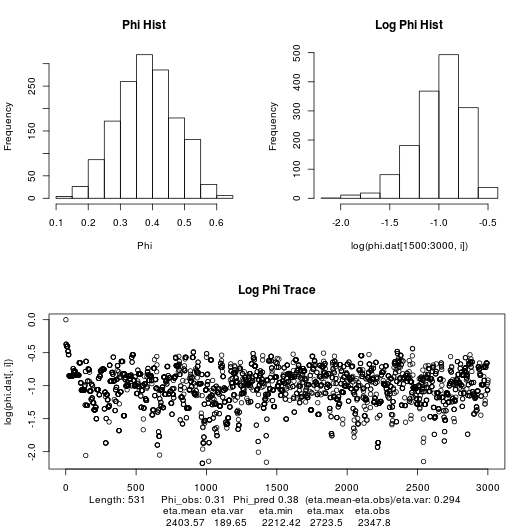 Phi Hist
Log Phi Hist
Frequency
0 50 150 250
0.1 0.2 0.3 0.4 0.5 0.6
Phi
Frequency
0 100 200 300 400 500
-2.0 -1.5 -1.0 -0.5
log(phi.dat[1500:3000, i])
Log Phi Trace
log(phi.dat[, i])
0.0 -0.5 -1.0 -1.5 -2.0
0 500 1000 1500 2000 2500 3000
Length: 531 Phi_obs: 0.31 Phi_pred 0.38 (eta.mean-eta.obs)/eta.var: 0.294
eta.mean eta.var eta.min eta.max eta.obs
2403.57 189.65 2212.42 2723.5 2347.8